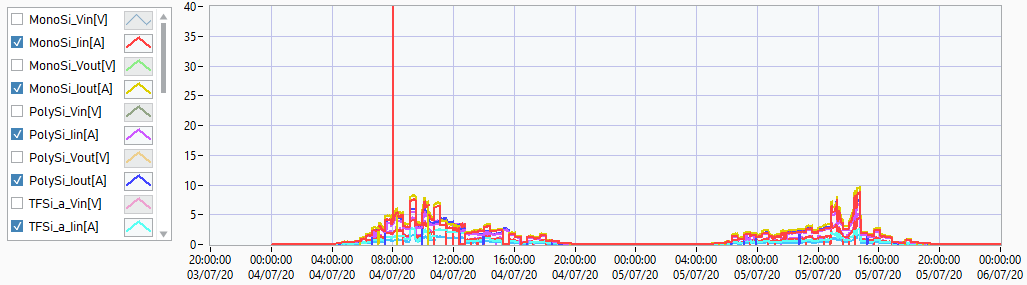 MonoSi_Vin[V]
MonoSi_Iin[A]
MonoSi_Vout[V]
MonoSi_Iout[A]
PolySi_Vin[V]
PolySi_Iin[A]
PolySi_Vout[V]
PolySi_Iout[A]
TFSi_a_Vin[V]
TFSi_a_Iin[A]
40
35
30
25
20
15
10
5
0
20:00:00 00:00:00 04:00:00 08:00:00 12:00:00 16:00:00 20:00:00 00:00:00 04:00:00 08:00:00 12:00:00 16:00:00 20:00:00 00:00:00
03/07/20 04/07/20 04/07/20 04/07/20 04/07/20 04/07/20 04/07/20 05/07/20 05/07/20 05/07/20 05/07/20 05/07/20 05/07/20 06/07/20